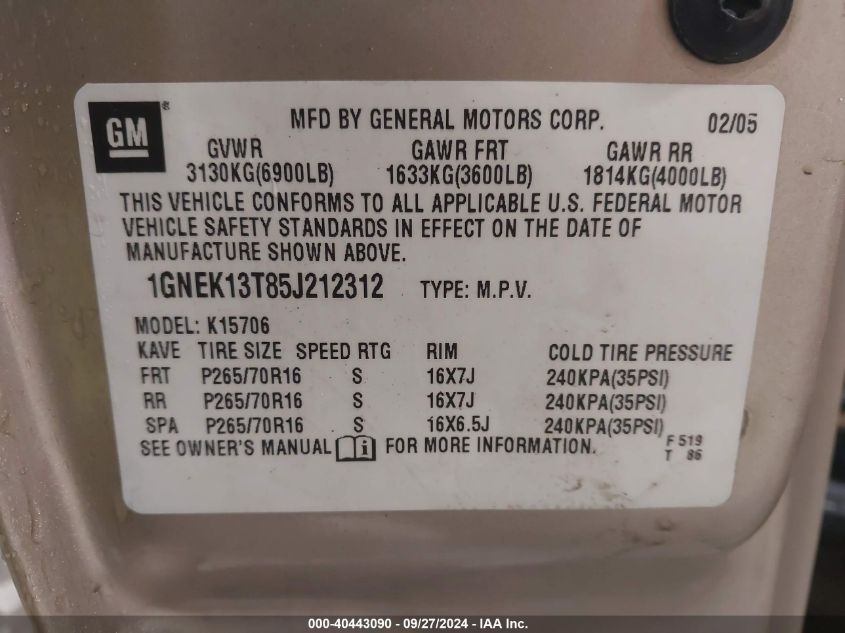 GM ®
MFD BY GENERAL MOTORS CORP. 02/05
GVWR GAWR FRT GAWR RR
3130KG(6900LB) 1633KG(3600LB) 1814KG(4000LB)
THIS VEHICLE CONFORMS TO ALL APPLICABLE U.S. FEDERAL MOTOR
VEHICLE SAFETY STANDARDS IN EFFECT ON THE DATE OF
MANUFACTURE SHOWN ABOVE.
1GNEK13T85J212312 TYPE: M.P.V.
MODEL: K15706
KAVE TIRE SIZE SPEED RTG RIM COLD TIRE PRESSURE
FRT P265/70R16 S 16X7J 240KPA(35PSI)
RR P265/70R16 S 16X7J 240KPA(35PSI)
SPA P265/70R16 S 16X6.5J 240KPA(35PSI)
SEE OWNER'S MANUAL i FOR MORE INFORMATION.
F 519
T 86
000-40443090 - 09/27/2024 - IAA Inc.